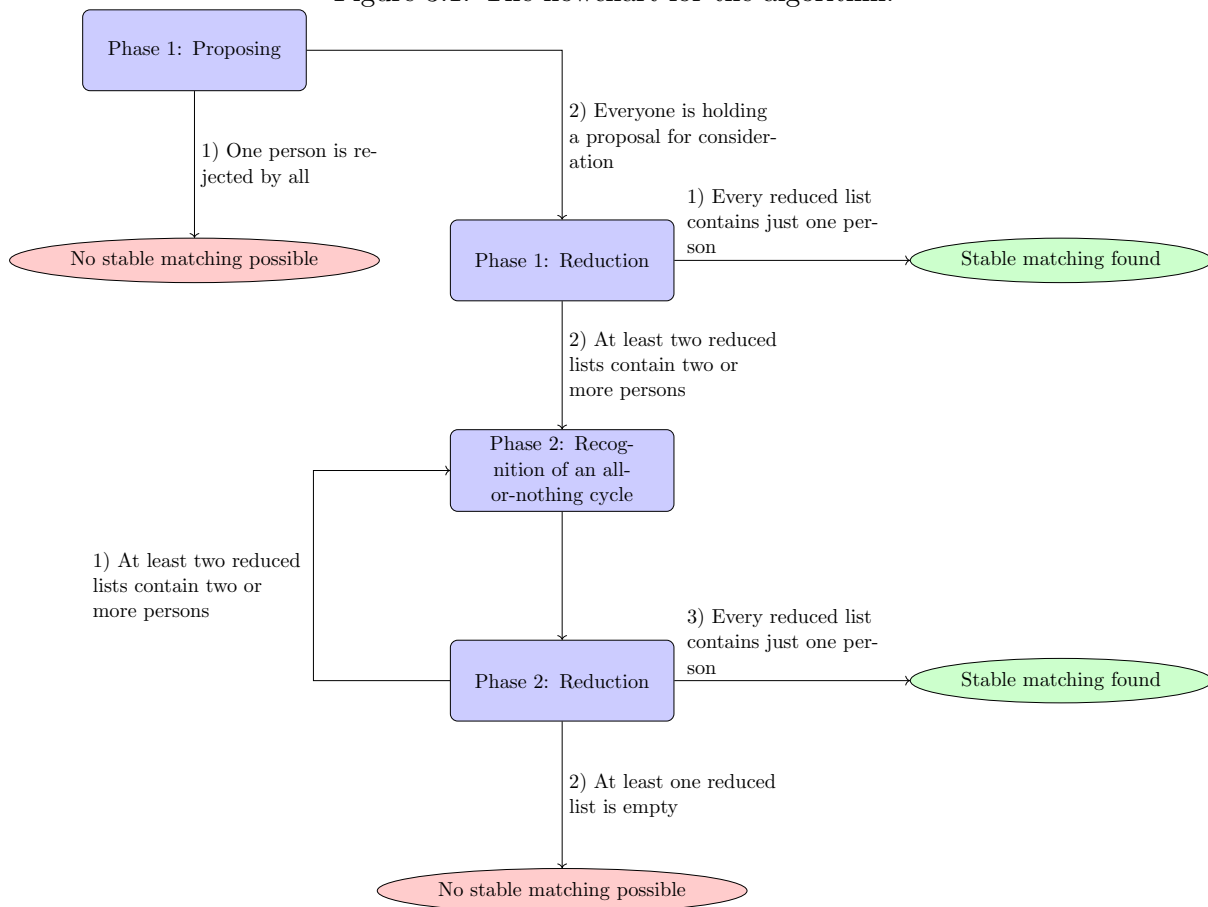 Phase 1: Proposing
2) Everyone is holding
a proposal for consider-
ation
1) One person is re-
jected by all
1) Every reduced list
contains just one per-
son
No stable matching possible
Phase 1: Reduction
Stable matching found
2) At least two reduced
lists contain two or
more persons
Phase 2: Recog-
nition of an all-
or-nothing cycle
1) At least two reduced
lists contain two or
more persons
3) Every reduced list
contains just one per-
son
Phase 2: Reduction
Stable matching found
2) At least one reduced
list is empty
No stable matching possible